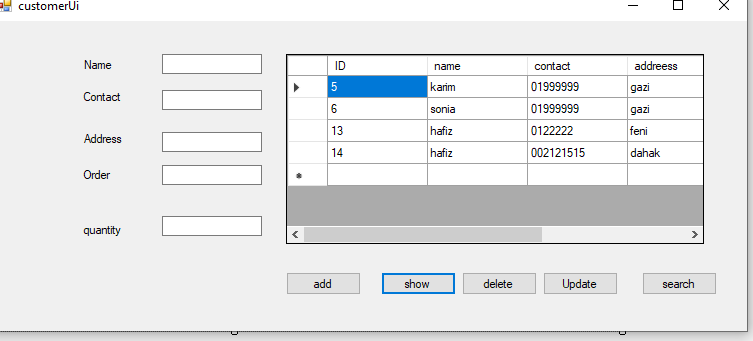 customerUi
Name
Contact
Address
Order
quantity
ID name contact addreess
5 karim 01999999 gazi
6 sonia 01999999 gazi
13 hafiz 0122222 feni
14 hafiz 002121515 dahak
add show delete Update search